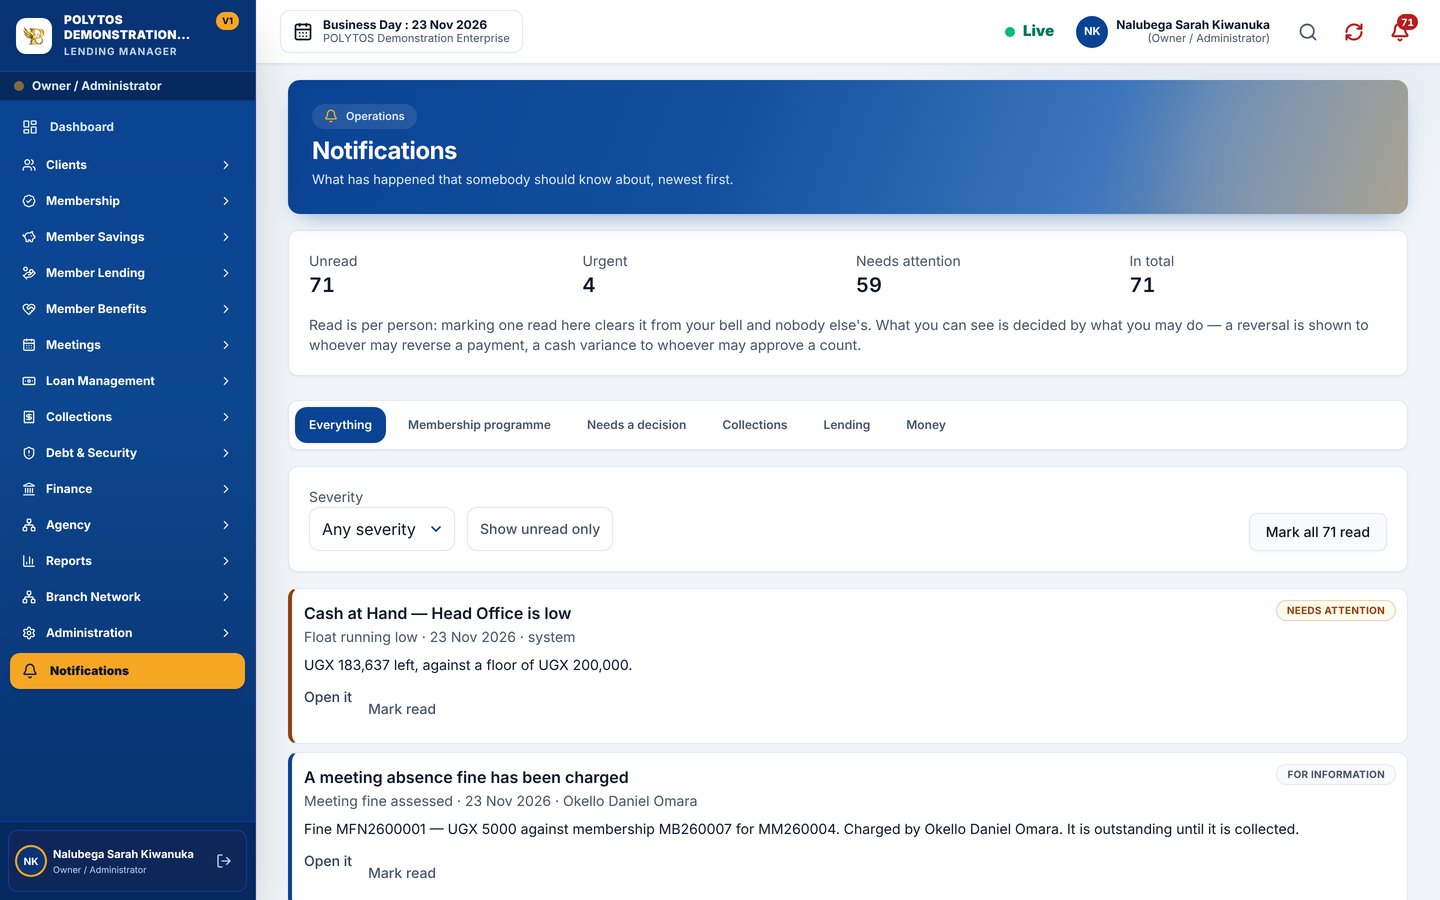 POLYTOS
DEMONSTRATION...
LENDING MANAGER
V1
Owner / Administrator
Dashboard
Clients
Membership
Member Savings
Member Lending
Member Benefits
Meetings
Loan Management
Collections
Debt & Security
Finance
Agency
Reports
Branch Network
Administration
Notifications
NK
Nalubega Sarah Kiwanuka
Owner / Administrator
Business Day : 23 Nov 2026
POLYTOS Demonstration Enterprise
Live
NK
Nalubega Sarah Kiwanuka
(Owner / Administrator)
71
Operations
Notifications
What has happened that somebody should know about, newest first.
Unread
71
Urgent
4
Needs attention
59
In total
71
Read is per person: marking one read here clears it from your bell and nobody else's. What you can see is decided by what you may do — a reversal is shown to
whoever may reverse a payment, a cash variance to whoever may approve a count.
Everything
Membership programme
Needs a decision
Collections
Lending
Money
Severity
Any severity
Show unread only
Mark all 71 read
Cash at Hand — Head Office is low
NEEDS ATTENTION
Float running low · 23 Nov 2026 · system
UGX 183,637 left, against a floor of UGX 200,000.
Open it
Mark read
A meeting absence fine has been charged
FOR INFORMATION
Meeting fine assessed · 23 Nov 2026 · Okello Daniel Omara
Fine MFN2600001 — UGX 5000 against membership MB260007 for MM260004. Charged by Okello Daniel Omara. It is outstanding until it is collected.
Open it
Mark read